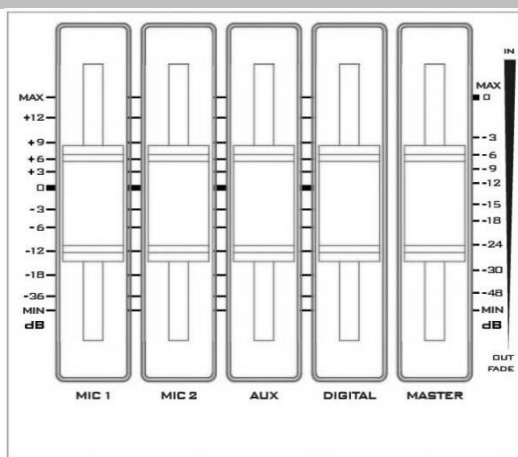 IN
MAX
MAX
0
+12
+9
-3
+6
-6
+3
-9
0
-12
-3
-15
-6
-18
-12
-24
-18
-30
-36
-48
MIN
MIN
dB
dB
OUT
FADE
MIC 1
MIC 2
AUX
DIGITAL
MASTER